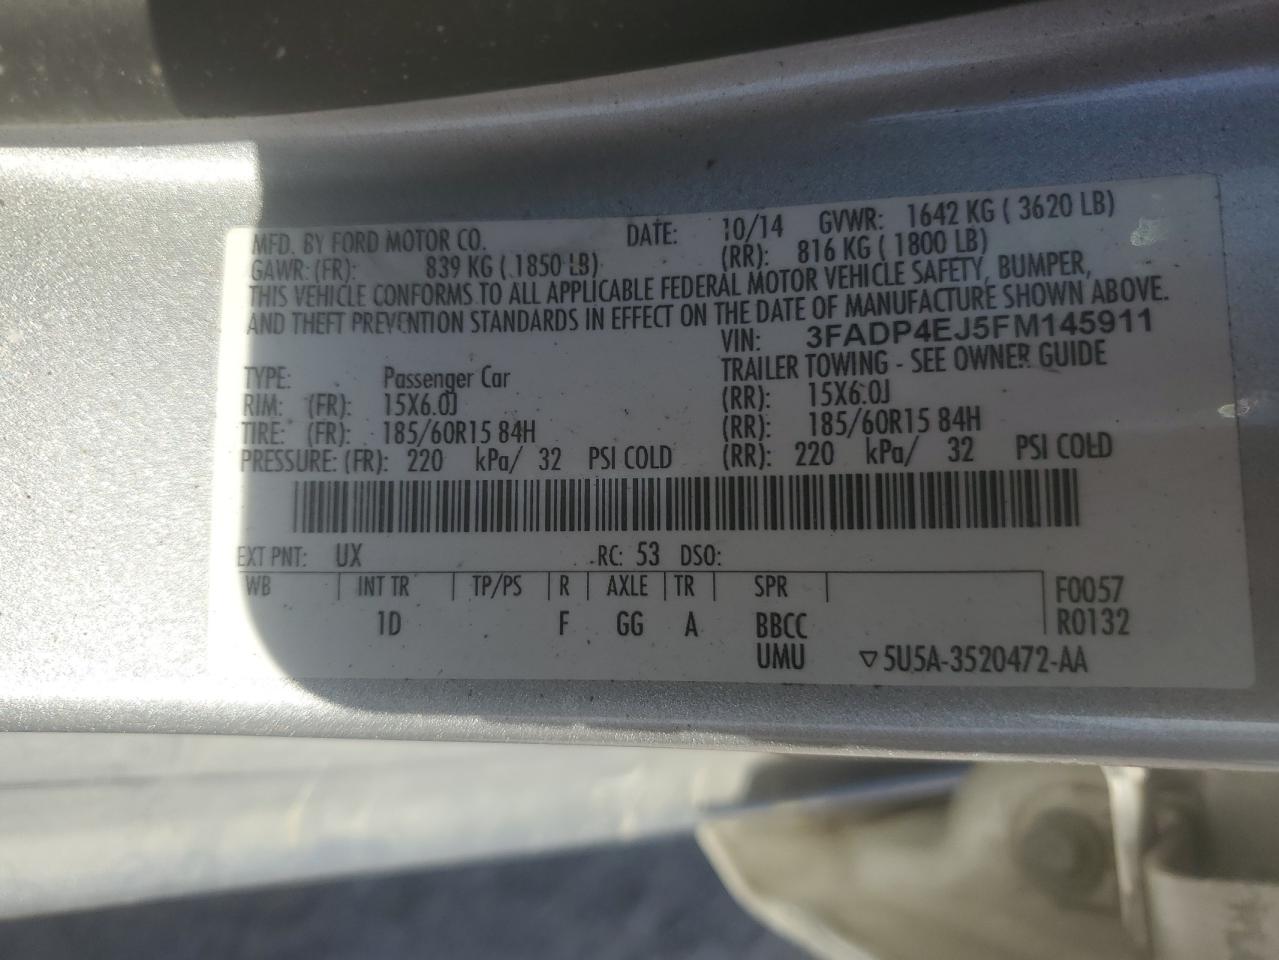 MFD. BY FORD MOTOR CO. DATE: 10/14 GVWR: 1642 KG ( 3620 LB)
GAWR: (FR): 839 KG ( 1850 LB) (RR): 816 KG ( 1800 LB)
THIS VEHICLE CONFORMS TO ALL APPLICABLE FEDERAL MOTOR VEHICLE SAFETY, BUMPER,
AND THEFT PREVENTION STANDARDS IN EFFECT ON THE DATE OF MANUFACTURE SHOWN ABOVE.
VIN: 3FADP4EJ5FM145911
TYPE: Passenger Car TRAILER TOWING - SEE OWNER GUIDE
RIM: (FR): 15X6.0J (RR): 15X6.0J
TIRE: (FR): 185/60R15 84H (RR): 185/60R15 84H
PRESSURE: (FR): 220 kPa/ 32 PSI COLD (RR): 220 kPa/ 32 PSI COLD
EXT PNT: UX RC: 53 DSO:
WB INT TR TP/PS R AXLE TR SPR F0057
1D F GG A BBCC R0132
UMU ▽5U5A-3520472-AA